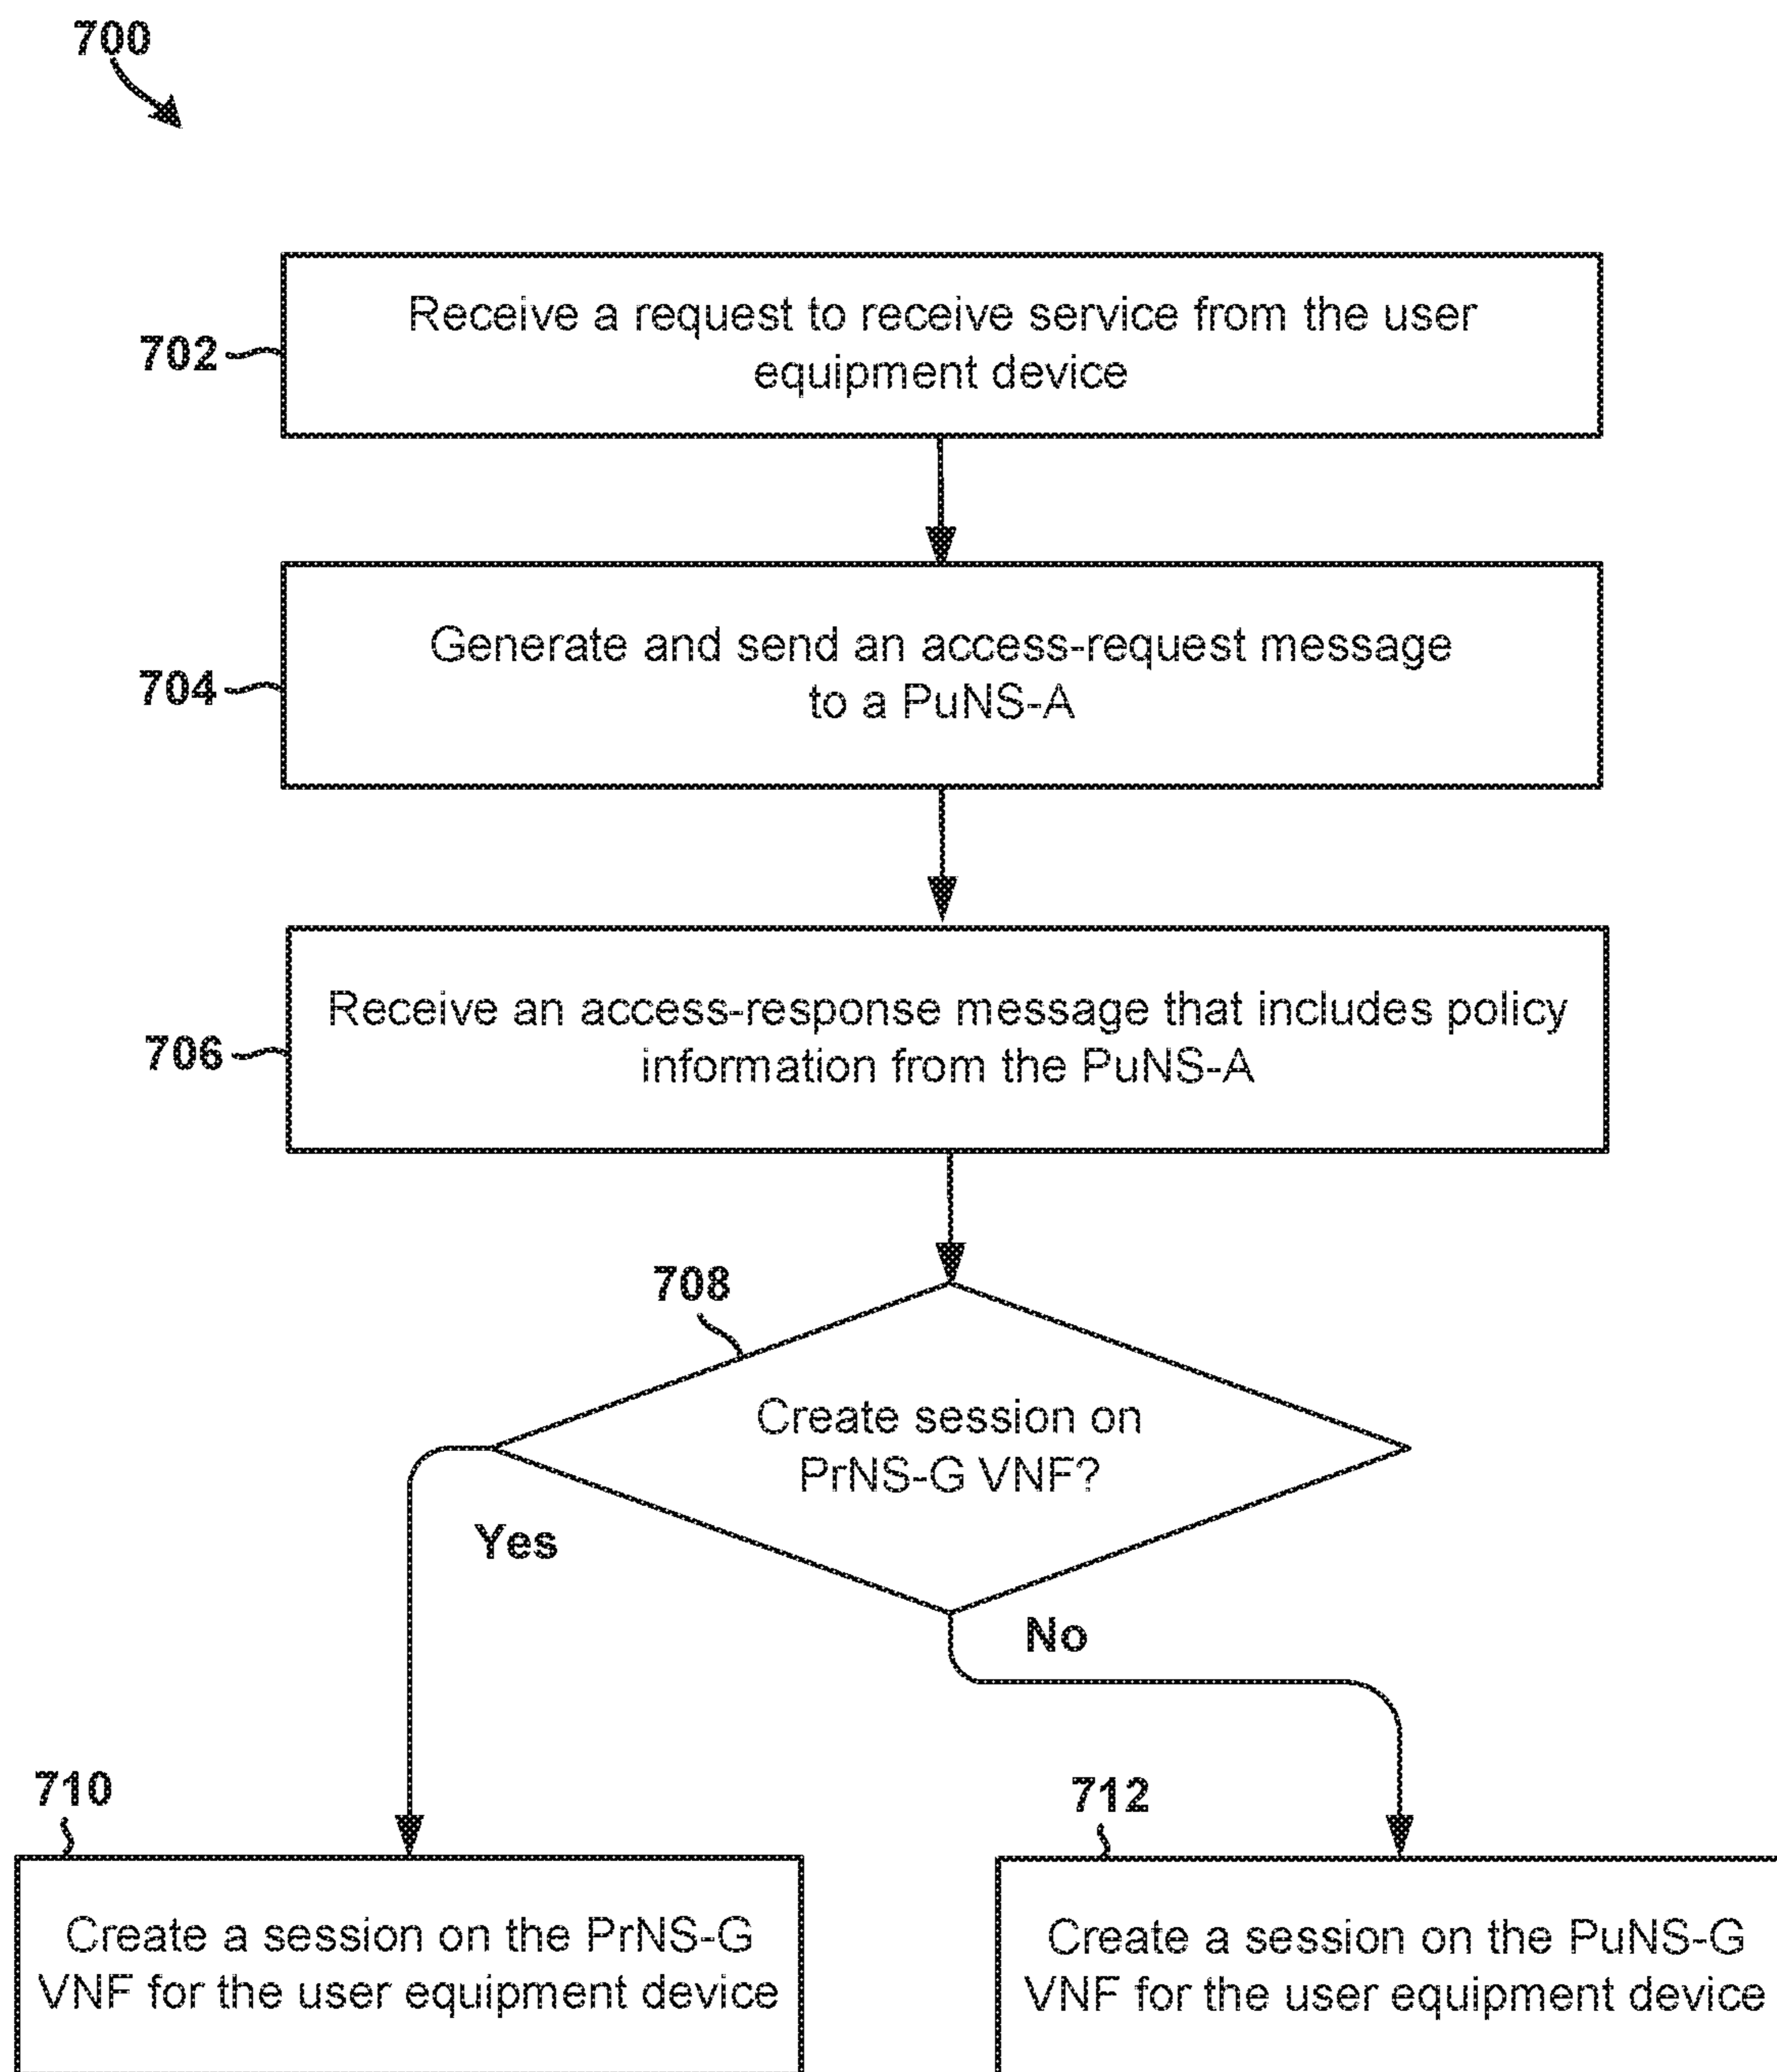 700
702
Receive a request to receive service from the user
equipment device
704
Generate and send an access-request message
to a PuNS-A
706
Receive an access-response message that includes policy
information from the PuNS-A
708
Create session on
PrNS-G VNF?
Yes
No
710
Create a session on the PrNS-G
VNF for the user equipment device
712
Create a session on the PuNS-G
VNF for the user equipment device